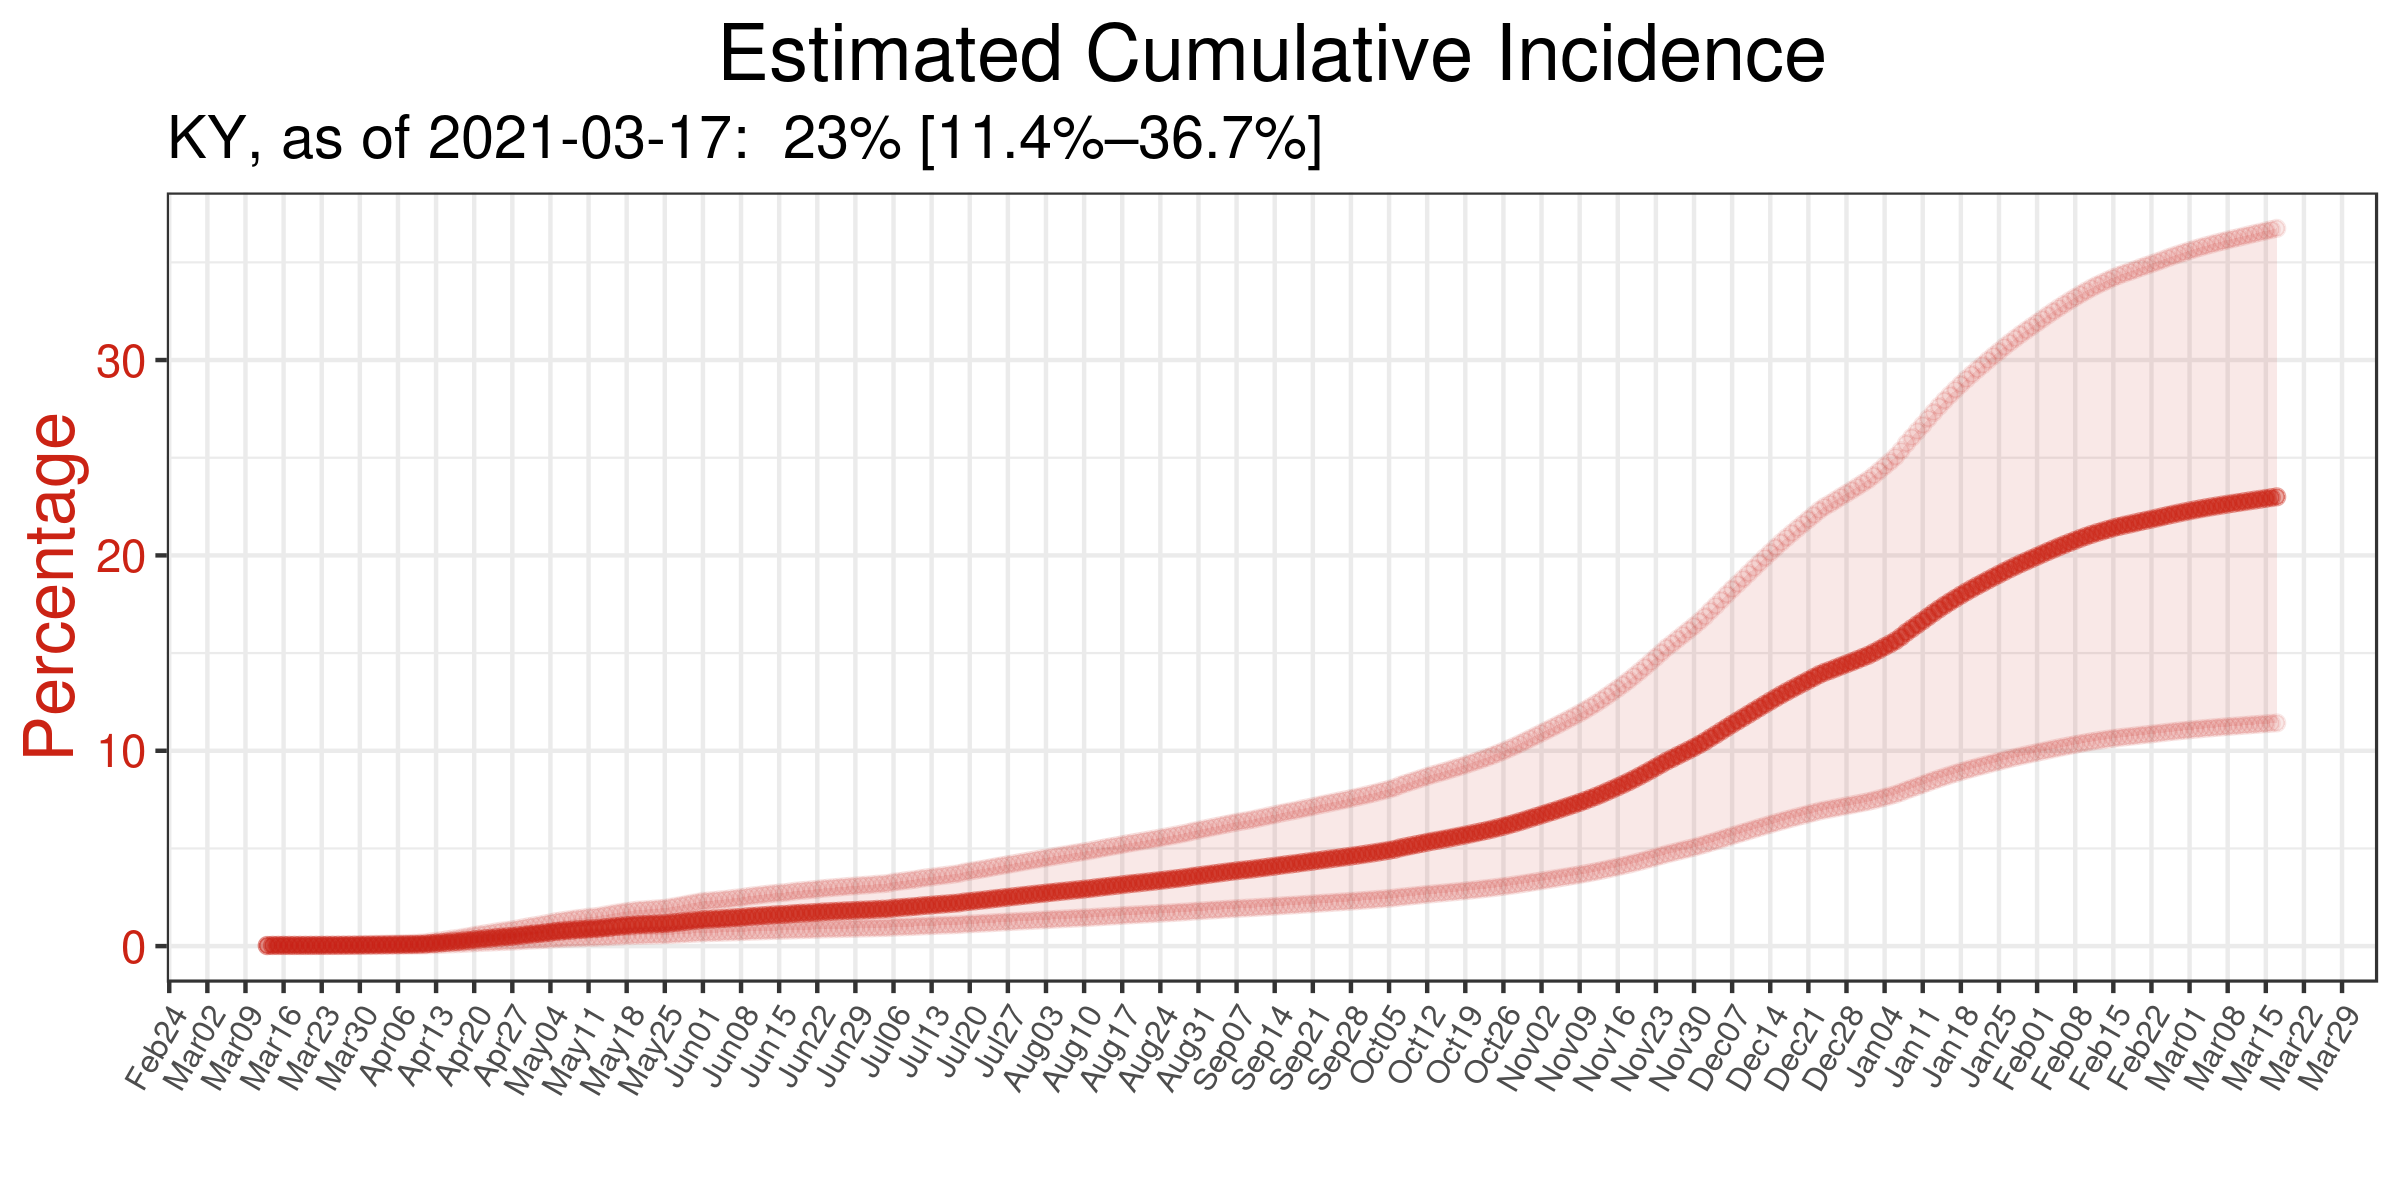 Estimated Cumulative Incidence
KY, as of 2021-03-17:  23% [11.4%–36.7%]
Percentage
30
20
10
0
Feb24
Mar02
Mar09
Mar16
Mar23
Mar30
Apr06
Apr13
Apr20
Apr27
May04
May11
May18
May25
Jun01
Jun08
Jun15
Jun22
Jun29
Jul06
Jul13
Jul20
Jul27
Aug03
Aug10
Aug17
Aug24
Aug31
Sep07
Sep14
Sep21
Sep28
Oct05
Oct12
Oct19
Oct26
Nov02
Nov09
Nov16
Nov23
Nov30
Dec07
Dec14
Dec21
Dec28
Jan04
Jan11
Jan18
Jan25
Feb01
Feb08
Feb15
Feb22
Mar01
Mar08
Mar15
Mar22
Mar29